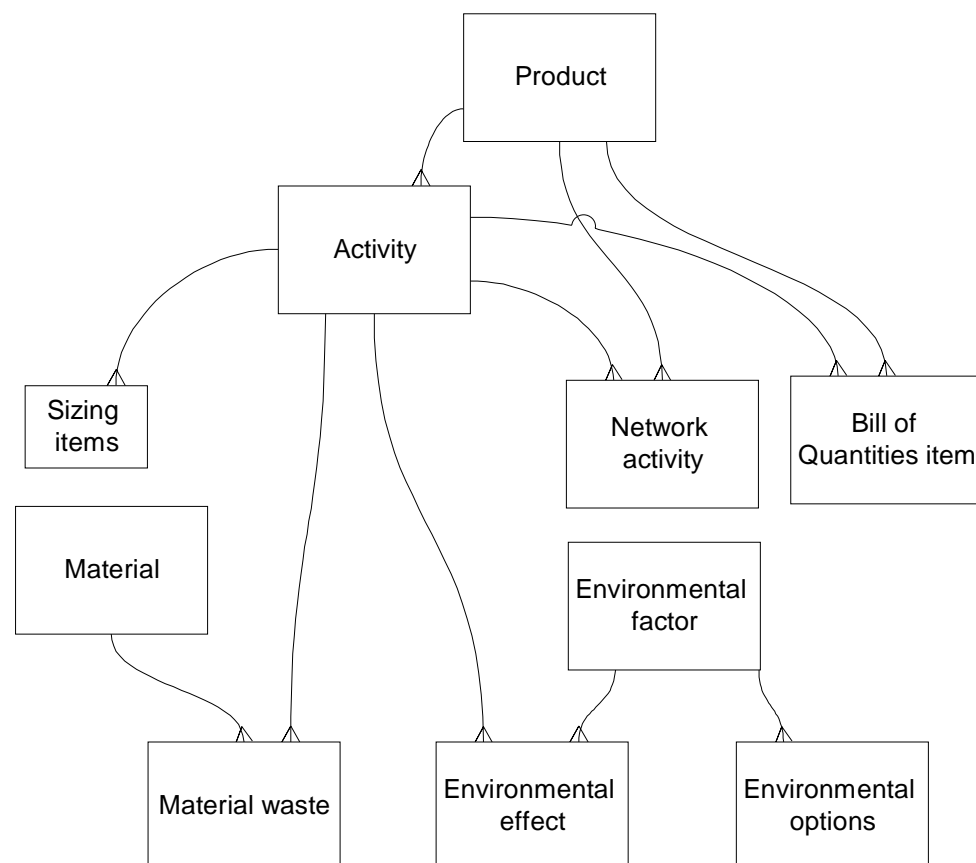 Product
Activity
Sizing
items
Network
activity
Bill of
Quantities item
Material
Environmental
factor
Material waste
Environmental
effect
Environmental
options